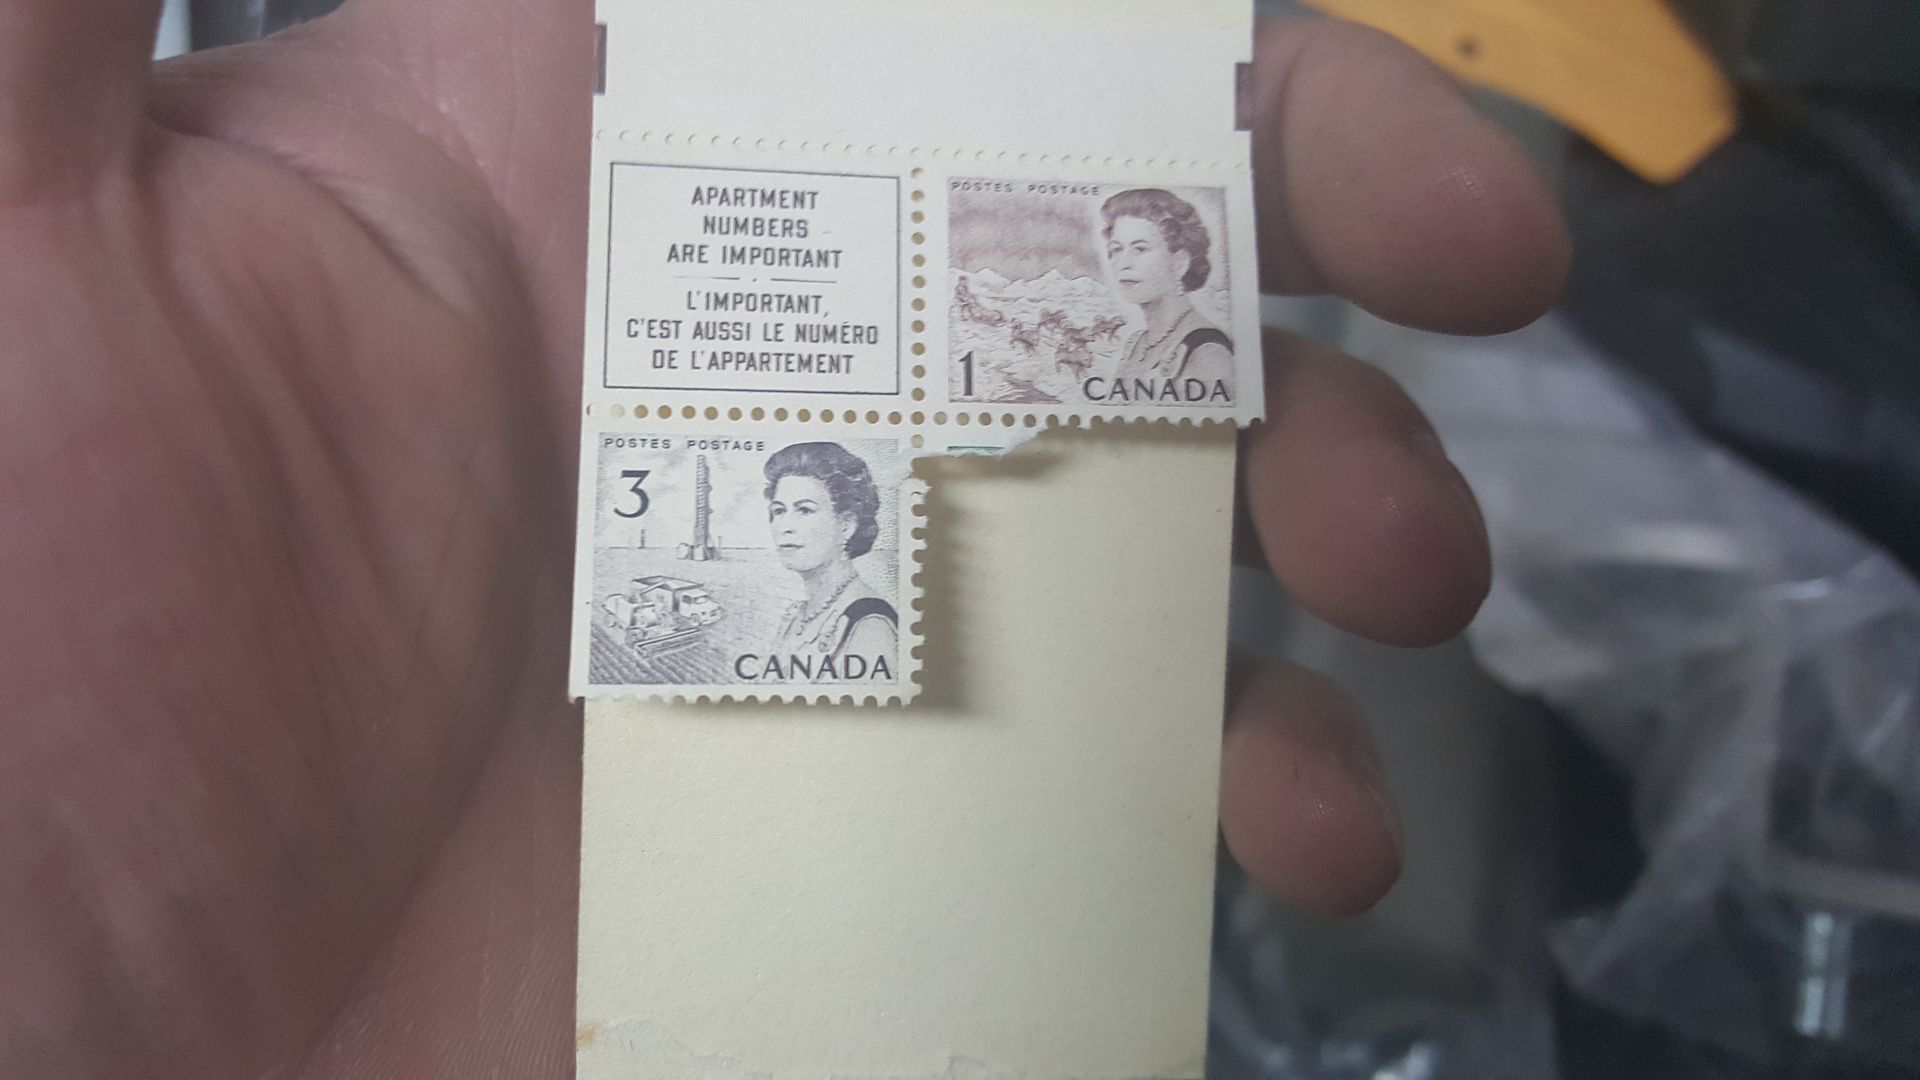 APARTMENT
NUMBERS
ARE IMPORTANT
L'IMPORTANT,
C'EST AUSSI LE NUMÉRO
DE L'APPARTEMENT
POSTES POSTAGE
1
CANADA
POSTES POSTAGE
3
CANADA